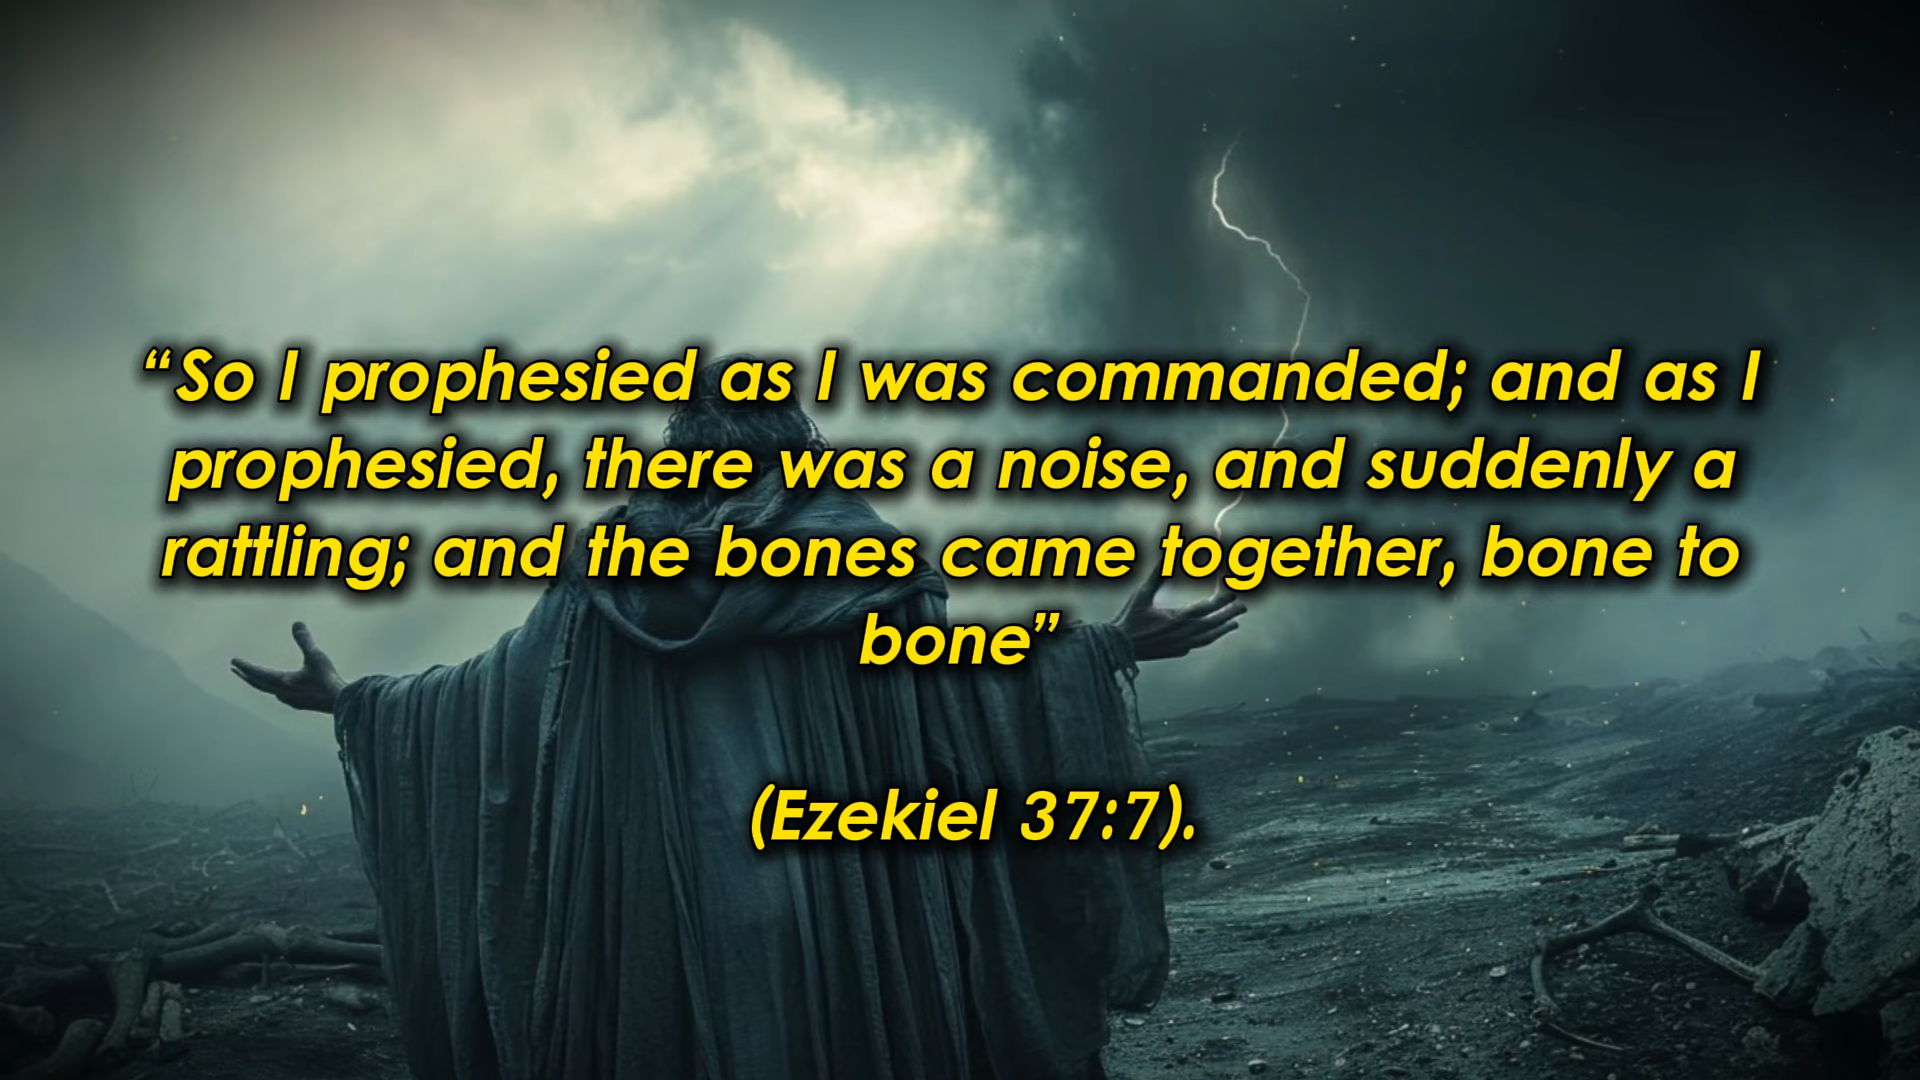 “So I prophesied as I was commanded; and as I
prophesied, there was a noise, and suddenly a
rattling; and the bones came together, bone to
bone”
(Ezekiel 37:7).